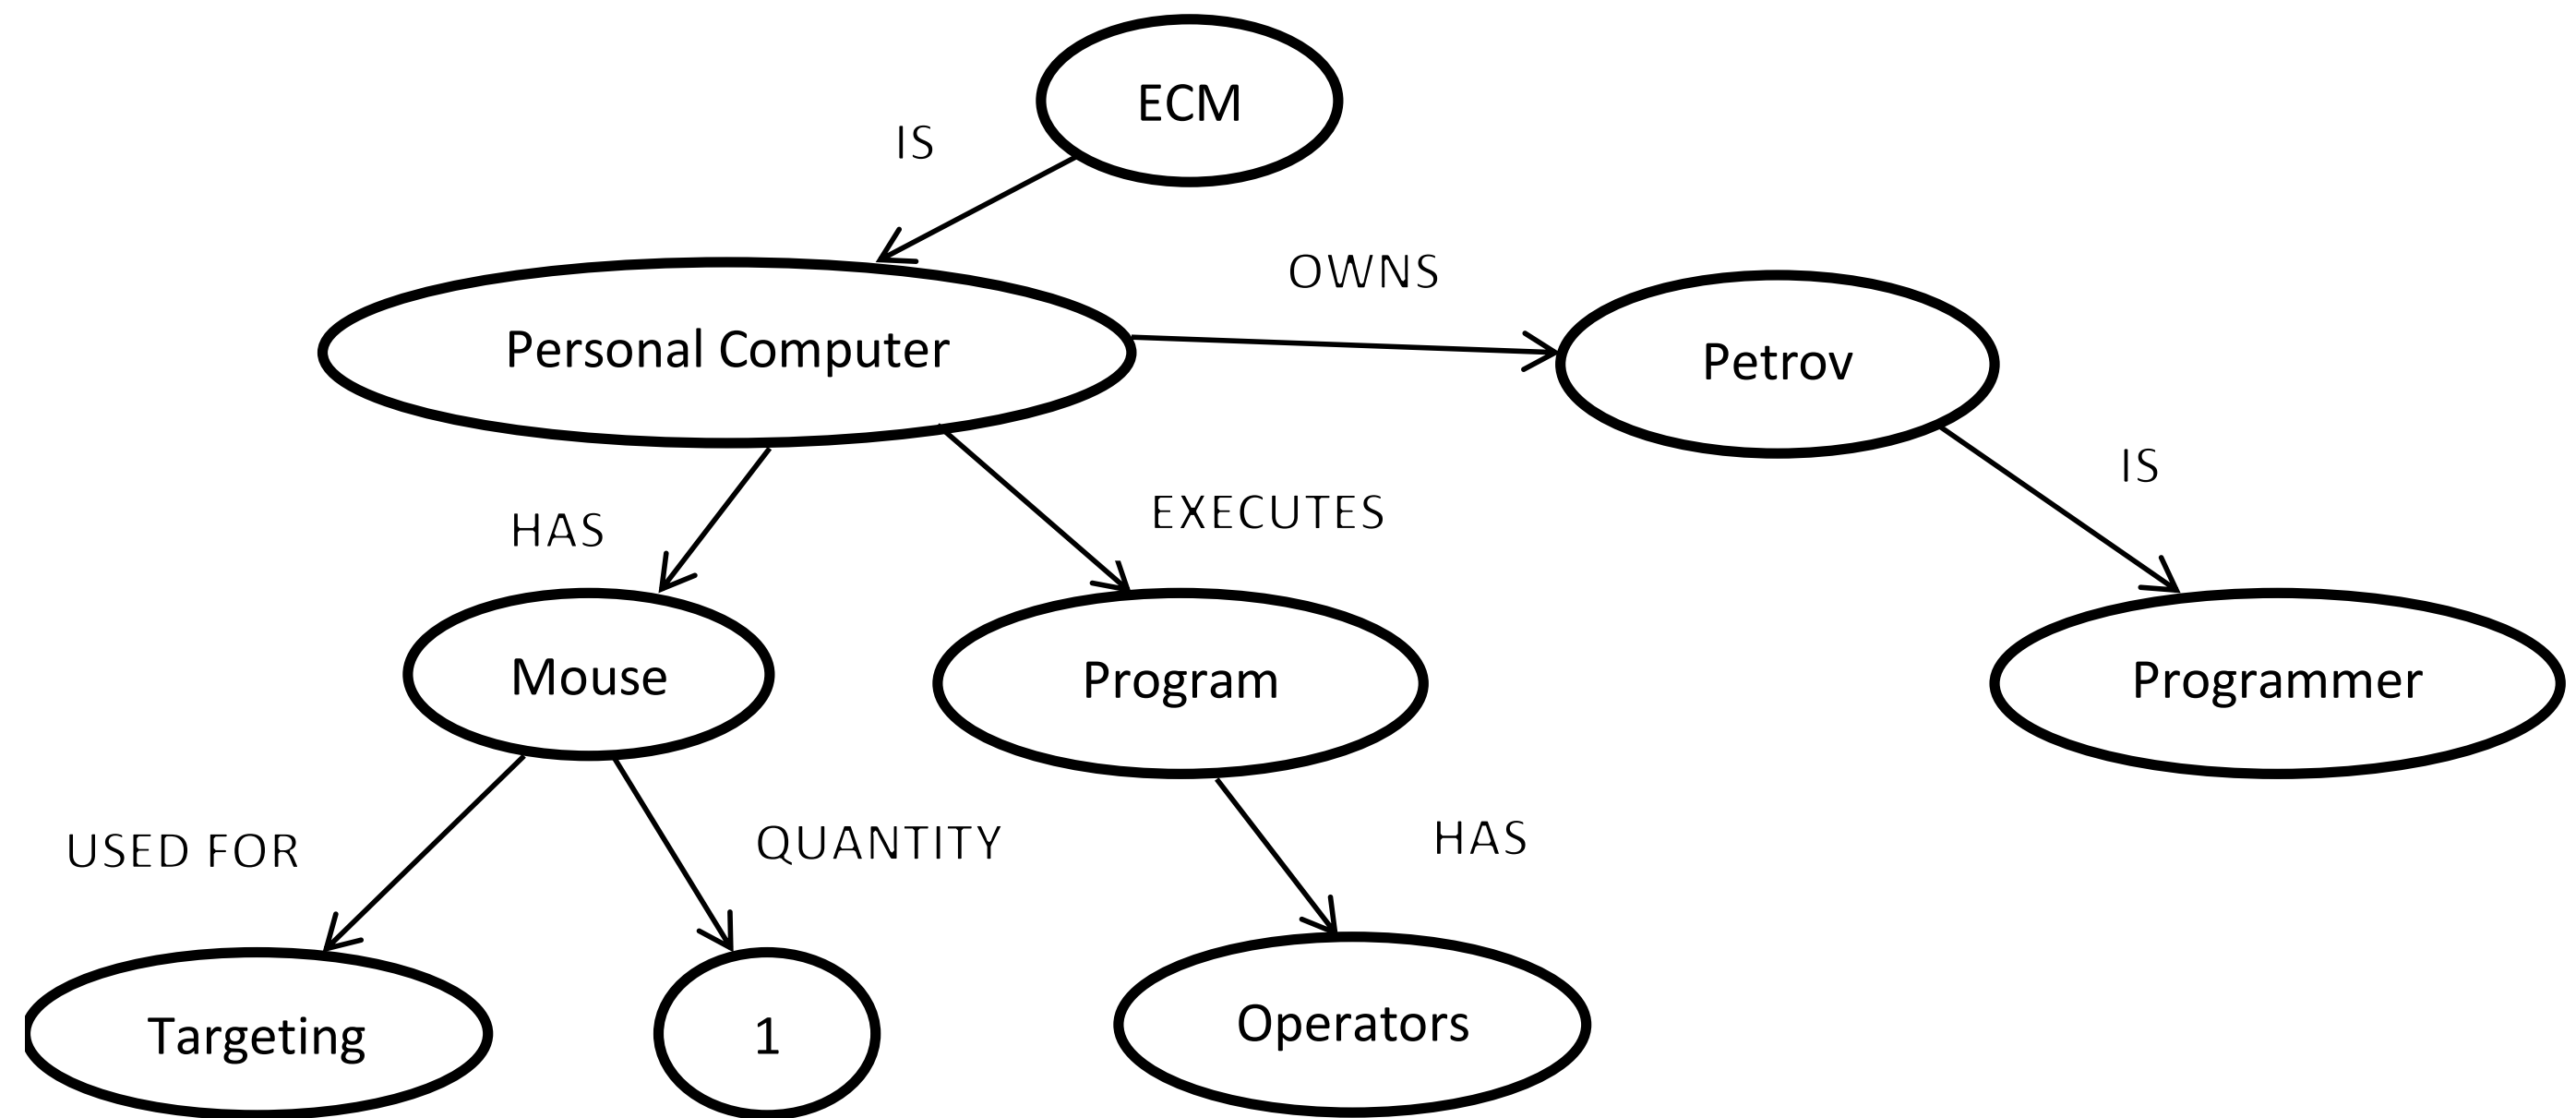 ECM
IS
OWNS
Personal Computer
Petrov
IS
EXECUTES
HAS
Mouse
Program
Programmer
USED FOR
QUANTITY
HAS
Targeting
1
Operators